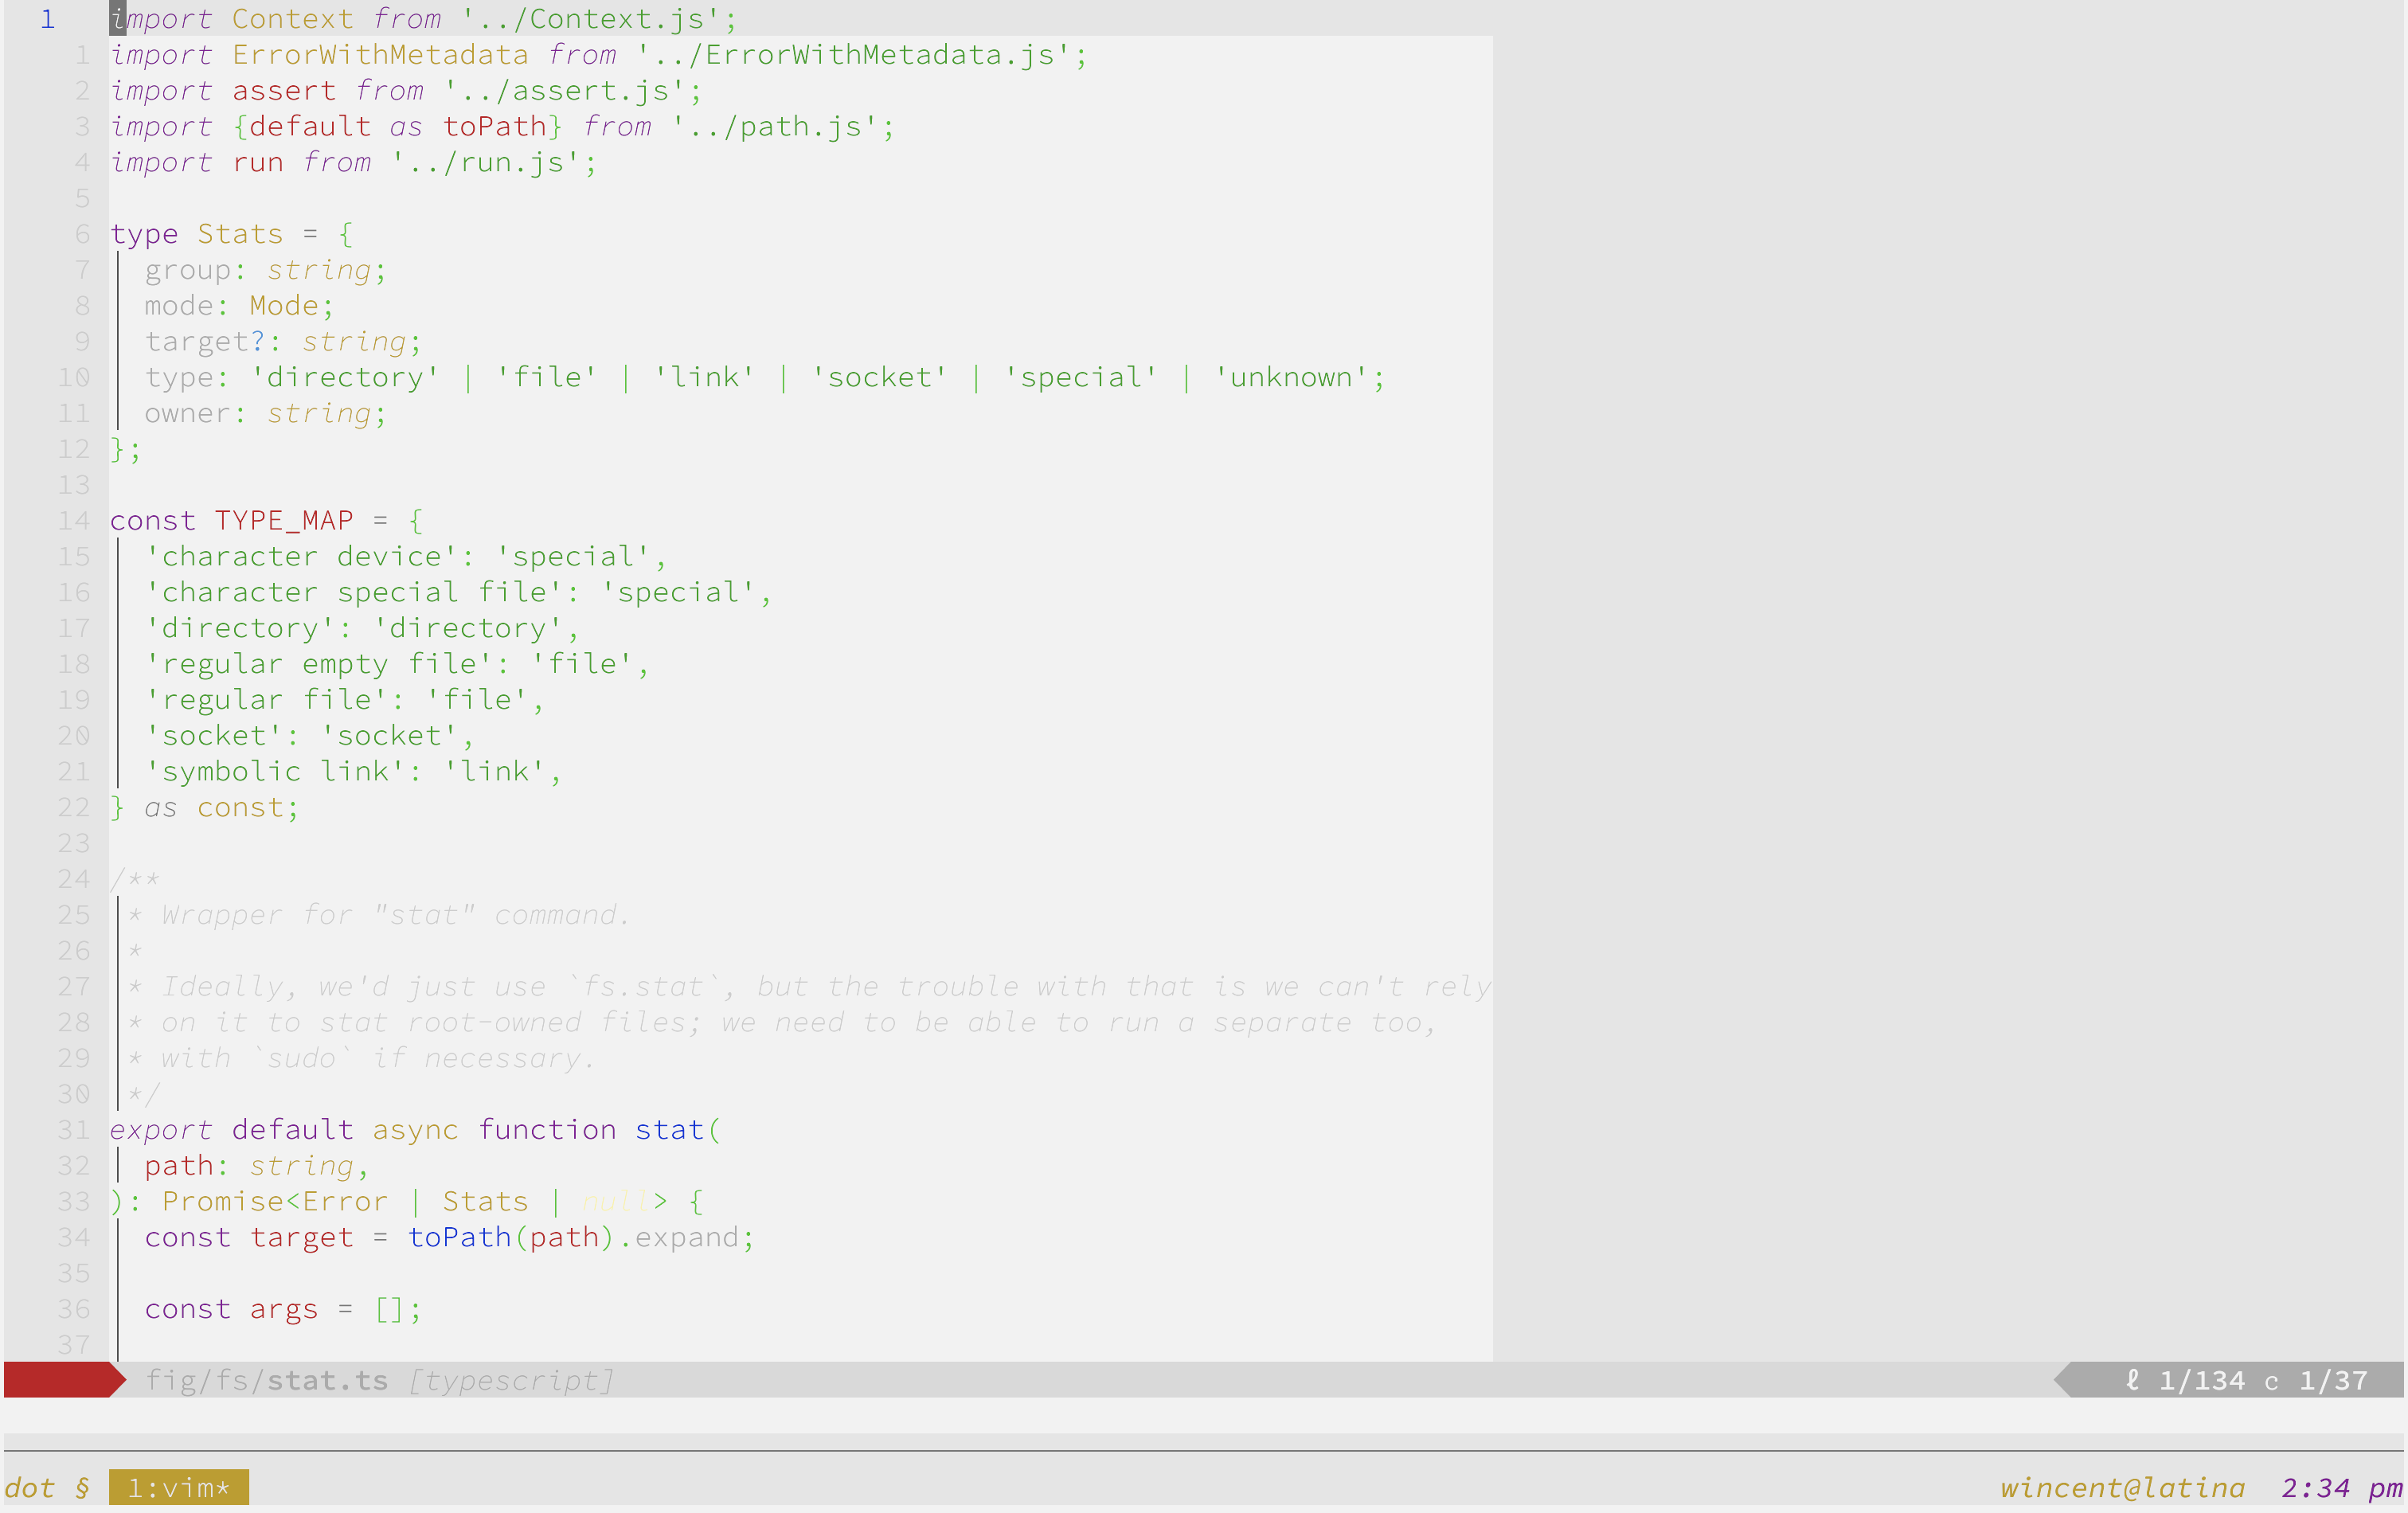 1 import Context from '../Context.js';
1 import ErrorWithMetadata from '../ErrorWithMetadata.js';
2 import assert from '../assert.js';
3 import {default as toPath} from '../path.js';
4 import run from '../run.js';
5
6 type Stats = {
7 group: string;
8 mode: Mode;
9 target?: string;
10 type: 'directory' | 'file' | 'link' | 'socket' | 'special' | 'unknown';
11 owner: string;
12 };
13
14 const TYPE_MAP = {
15 'character device': 'special',
16 'character special file': 'special',
17 'directory': 'directory',
18 'regular empty file': 'file',
19 'regular file': 'file',
20 'socket': 'socket',
21 'symbolic link': 'link',
22 } as const;
23
24 /**
25 * Wrapper for "stat" command.
26 *
27 * Ideally, we'd just use `fs.stat`, but the trouble with that is we can't rely
28 * on it to stat root-owned files; we need to be able to run a separate too,
29 * with `sudo` if necessary.
30 */
31 export default async function stat(
32 path: string,
33 ): Promise<Error | Stats | null> {
34 const target = toPath(path).expand;
35
36 const args = [];
37
fig/fs/stat.ts [typescript] ℓ 1/134 c 1/37
dot § 1:vim* wincent@latina 2:34 pm